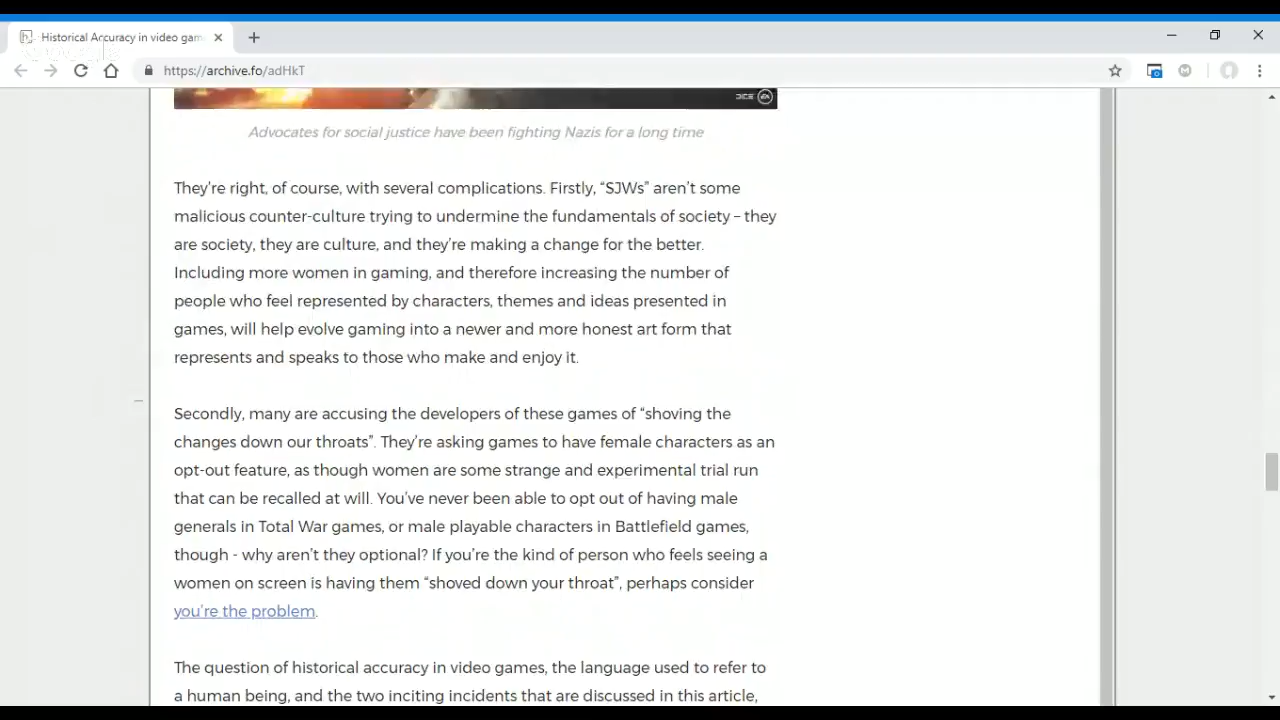 Historical Accuracy in video gam
https://archive.fo/adHkT
DICE EA
Advocates for social justice have been fighting Nazis for a long time
They’re right, of course, with several complications. Firstly, “SJWs” aren’t some
malicious counter-culture trying to undermine the fundamentals of society – they
are society, they are culture, and they’re making a change for the better.
Including more women in gaming, and therefore increasing the number of
people who feel represented by characters, themes and ideas presented in
games, will help evolve gaming into a newer and more honest art form that
represents and speaks to those who make and enjoy it.
Secondly, many are accusing the developers of these games of “shoving the
changes down our throats”. They’re asking games to have female characters as an
opt-out feature, as though women are some strange and experimental trial run
that can be recalled at will. You’ve never been able to opt out of having male
generals in Total War games, or male playable characters in Battlefield games,
though - why aren’t they optional? If you’re the kind of person who feels seeing a
women on screen is having them “shoved down your throat”, perhaps consider
you’re the problem.
The question of historical accuracy in video games, the language used to refer to
a human being, and the two inciting incidents that are discussed in this article,